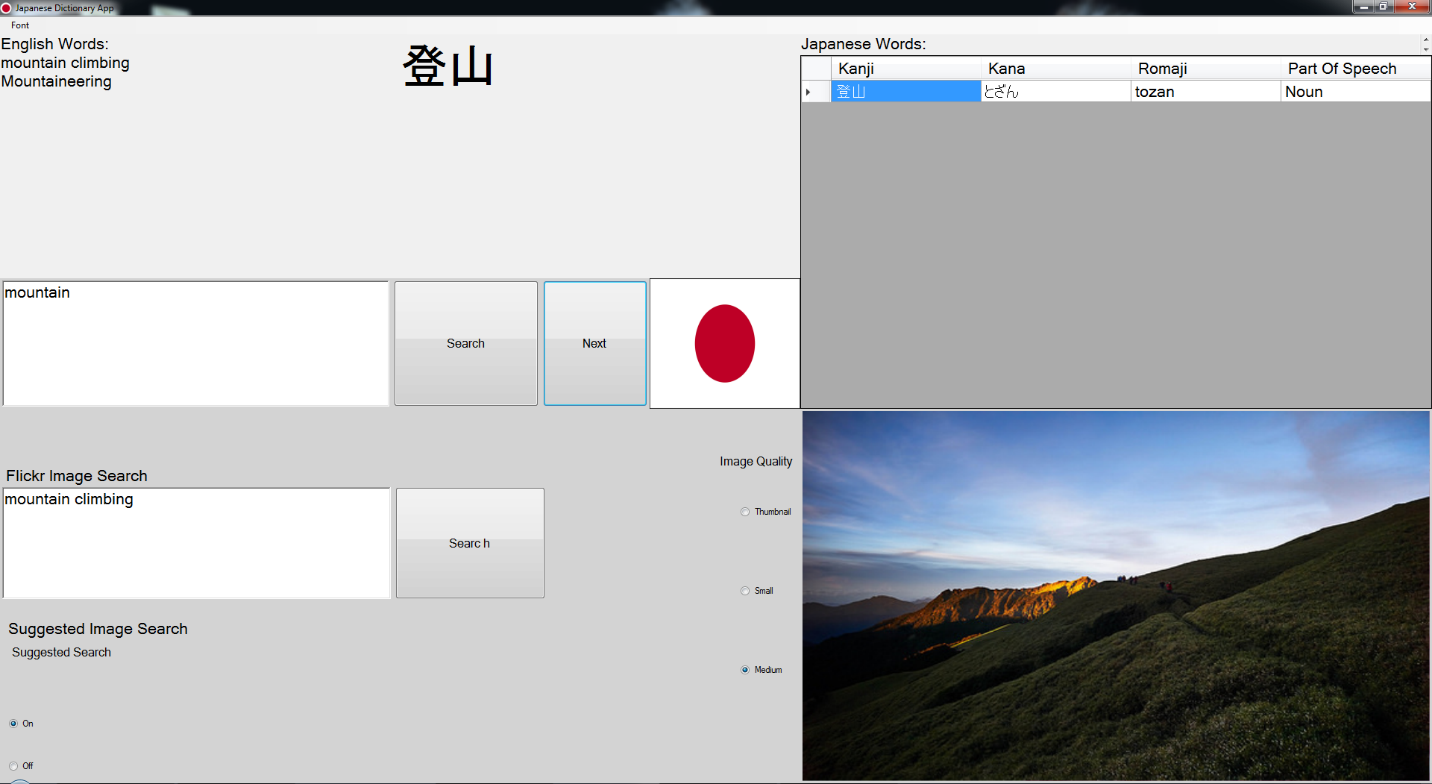 Japanese Dictionary App
Font
English Words:
mountain climbing
Mountaineering
登山
Japanese Words:
Kanji Kana Romaji Part Of Speech
登山 とざん tozan Noun
mountain
Search
Next
Flickr Image Search
mountain climbing
Searc h
Suggested Image Search
Suggested Search
On
Off
Image Quality
Thumbnail
Small
Medium